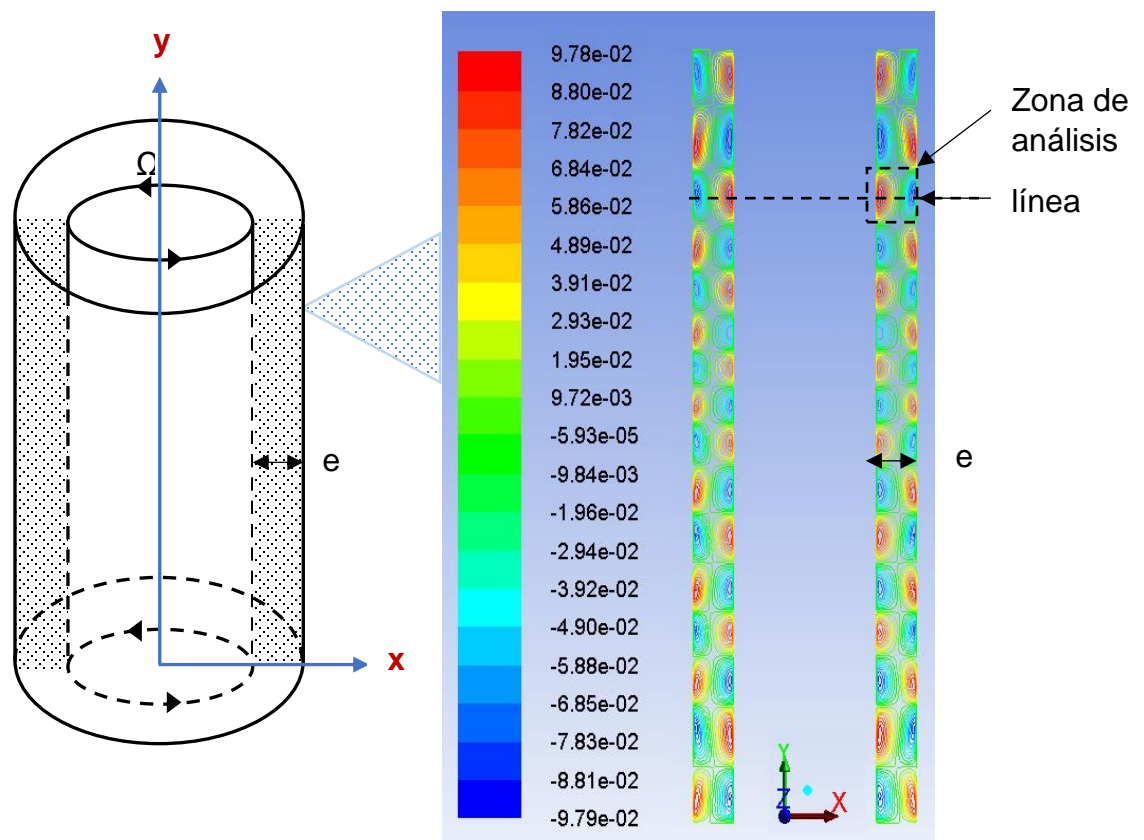 y
Ω
e
x
9.78e-02
8.80e-02
7.82e-02
6.84e-02
5.86e-02
4.89e-02
3.91e-02
2.93e-02
1.95e-02
9.72e-03
-5.93e-05
-9.84e-03
-1.96e-02
-2.94e-02
-3.92e-02
-4.90e-02
-5.88e-02
-6.85e-02
-7.83e-02
-8.81e-02
-9.79e-02
Zona de
análisis
línea
e
Y
Z
X